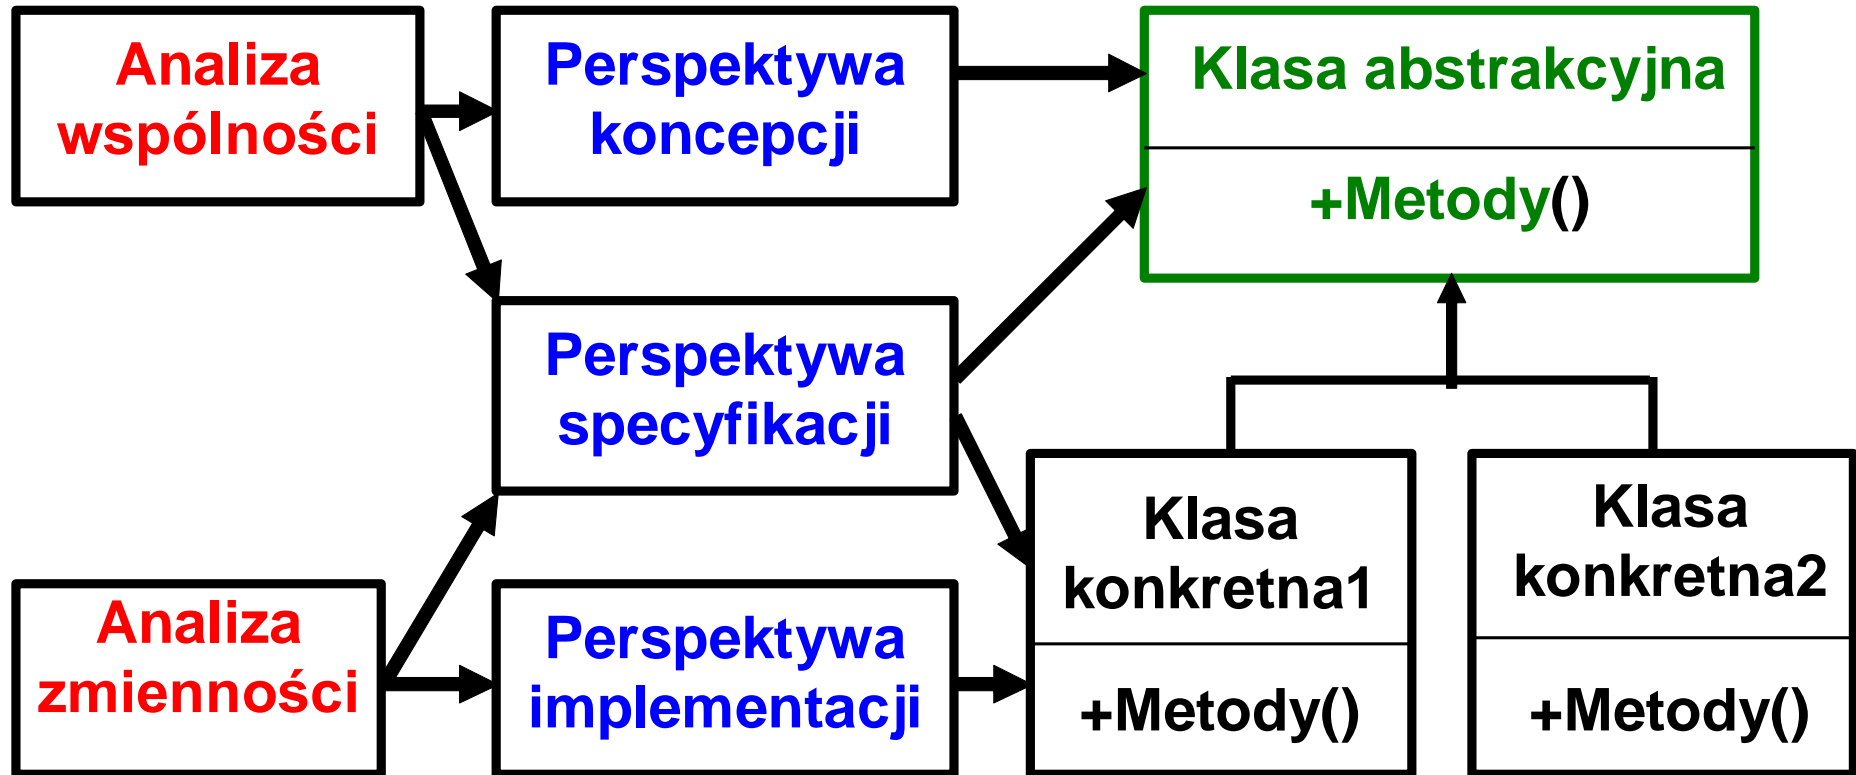 Analiza
wspólności
Perspektywa
koncepcji
Klasa abstrakcyjna
+Metody()
Perspektywa
specyfikacji
Klasa
konkretna1
+Metody()
Klasa
konkretna2
+Metody()
Analiza
zmienności
Perspektywa
implementacji